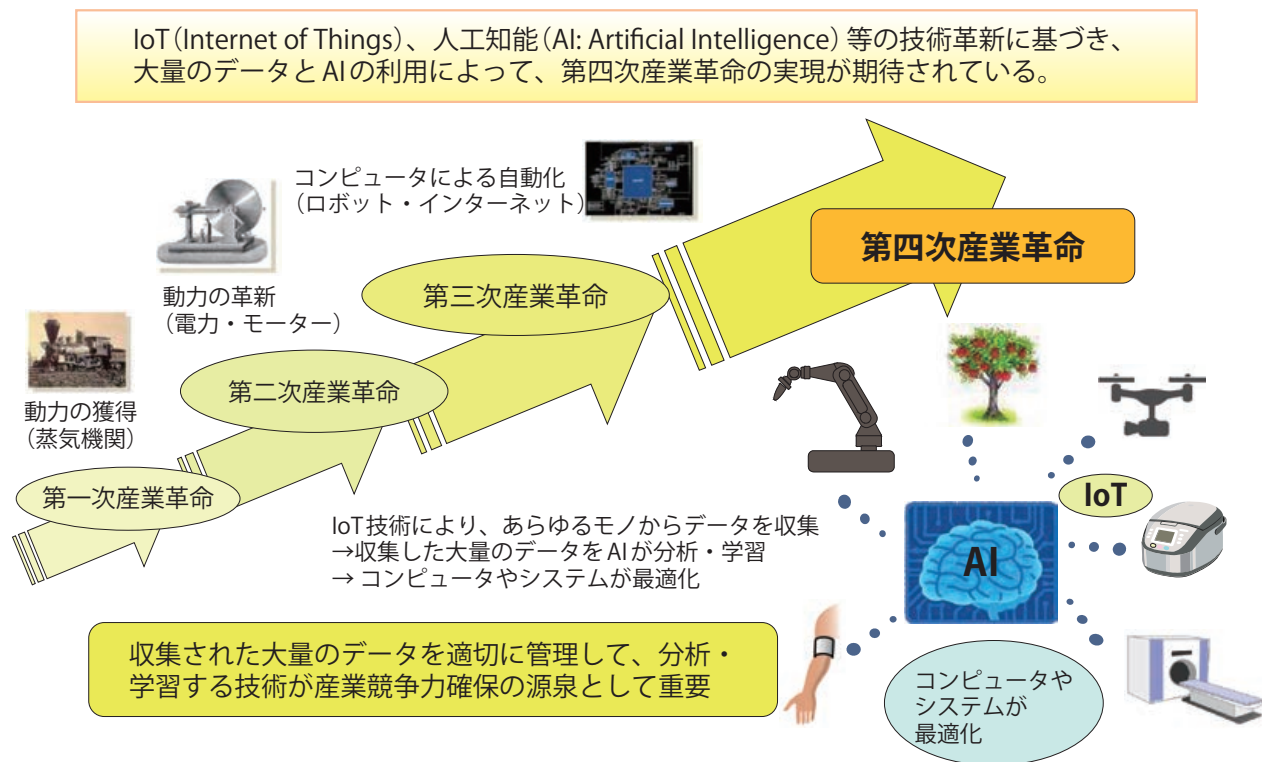 IoT（Internet of Things）、人工知能（AI: Artificial Intelligence）等の技術革新に基づき、
大量のデータとAIの利用によって、第四次産業革命の実現が期待されている。
コンピュータによる自動化
（ロボット・インターネット）
第四次産業革命
第三次産業革命
動力の革新
（電力・モーター）
第二次産業革命
動力の獲得
（蒸気機関）
第一次産業革命
IoT技術により、あらゆるモノからデータを収集
→収集した大量のデータをAIが分析・学習
→ コンピュータやシステムが最適化
IoT
AI
収集された大量のデータを適切に管理して、分析・
学習する技術が産業競争力確保の源泉として重要
コンピュータや
システムが
最適化